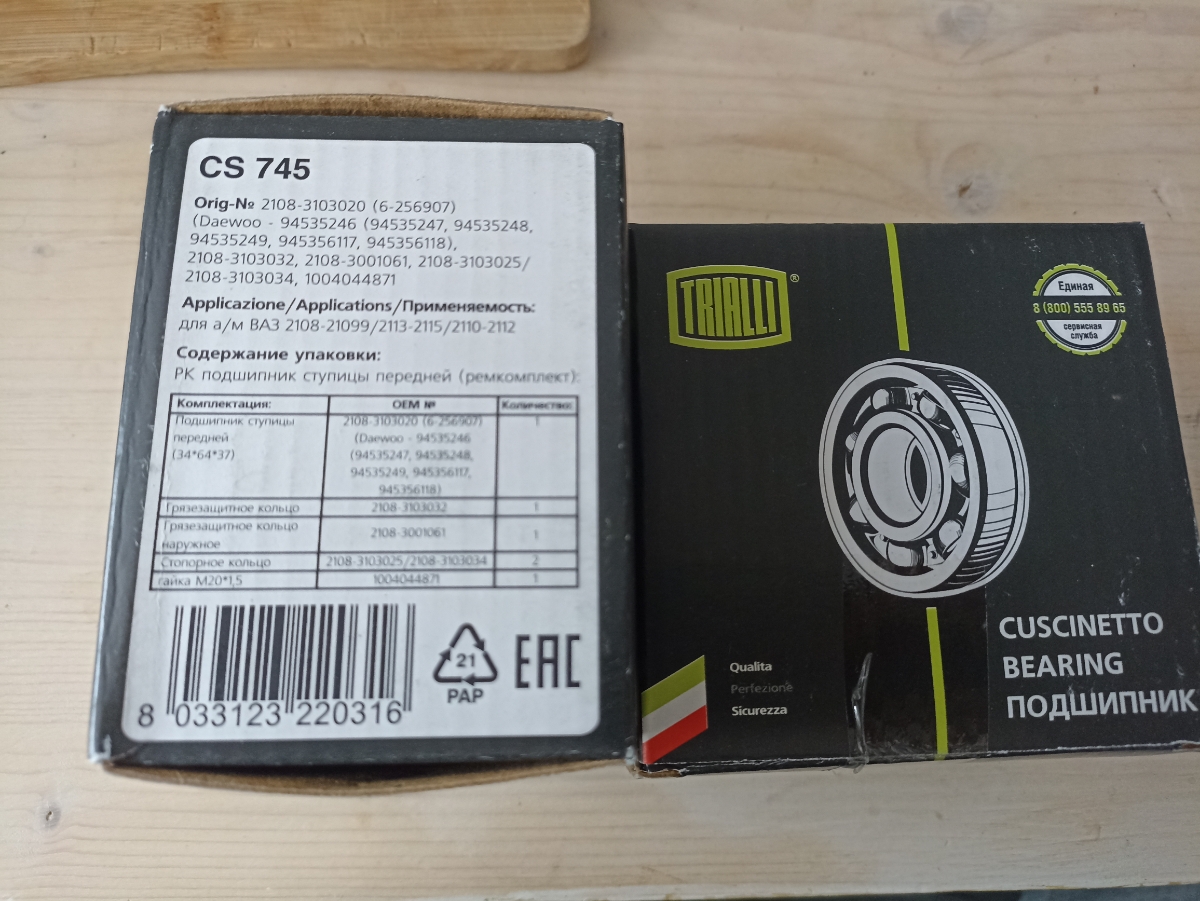 CS 745
Orig-№ 2108-3103020 (6-256907)
(Daewoo - 94535246 (94535247, 94535248,
94535249, 945356117, 945356118),
2108-3103032, 2108-3001061, 2108-3103025/
2108-3103034, 1004044871
Applicazione/Applications/Применяемость:
для а/м ВАЗ 2108-21099/2113-2115/2110-2112
Содержание упаковки:
РК подшипник ступицы передней (ремкомплект):
Комплектация: OEM № Количество:
Подшипник ступицы 2108-3103020 (6-256907) 1
передней (Daewoo - 94535246
(34*64*37) (94535247, 94535248,
94535249, 945356117,
945356118)
Грязезащитное кольцо 2108-3103032 1
Грязезащитное кольцо
наружное 2108-3001061 1
Стопорное кольцо 2108-3103025/2108-3103034 2
гайка М20*1,5 1004044871 1
21
PAP
EAC
8 033123 220316
TRIALLI®
Единая
8 (800) 555 89 65
сервисная
служба
CUSCINETTO
BEARING
ПОДШИПНИК
Qualita
Perfezione
Sicurezza